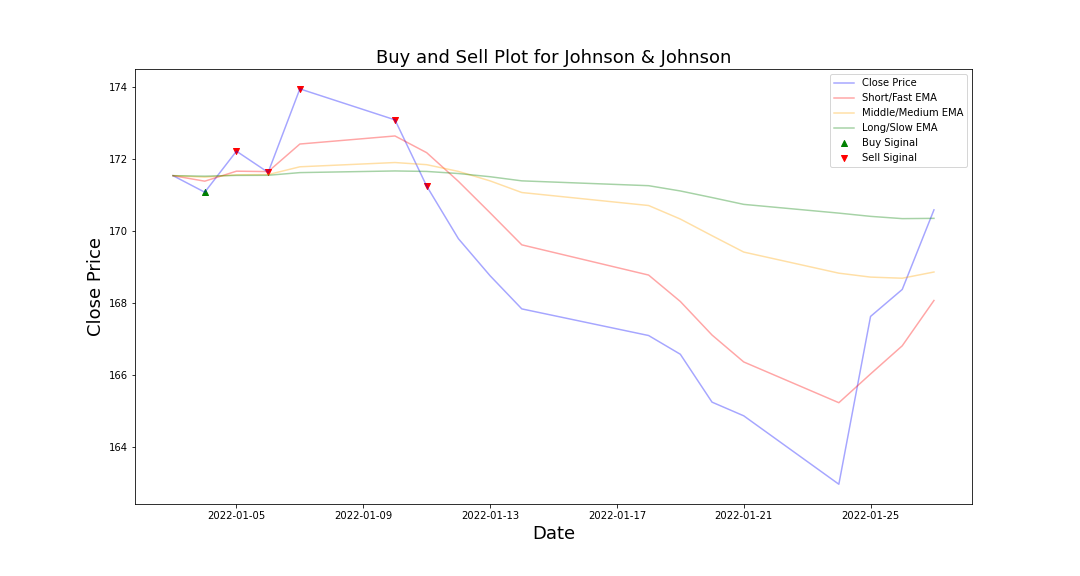 Buy and Sell Plot for Johnson & Johnson
Close Price
Short/Fast EMA
Middle/Medium EMA
Long/Slow EMA
Buy Siginal
Sell Siginal
174
172
170
168
166
164
Close Price
2022-01-05
2022-01-09
2022-01-13
2022-01-17
2022-01-21
2022-01-25
Date